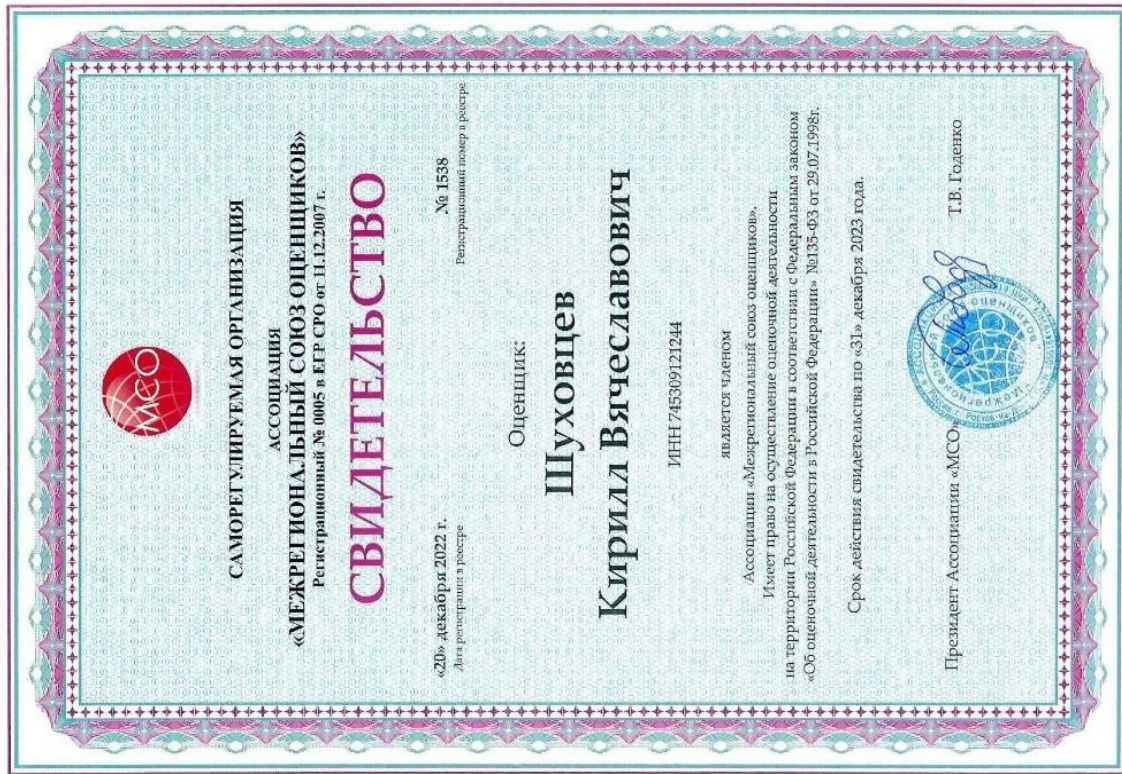 МСО
САМОРЕГУЛИРУЕМАЯ ОРГАНИЗАЦИЯ
АССОЦИАЦИЯ
«МЕЖРЕГИОНАЛЬНЫЙ СОЮЗ ОЦЕНЩИКОВ»
Регистрационный № 0005 в ЕГР СРО от 11.12.2007 г.
СВИДЕТЕЛЬСТВО
«20» декабря 2022 г. № 1538
Дата регистрации в реестре Регистрационный номер в реестре
Оценщик:
Шуховцев
Кирилл Вячеславович
ИНН 745309121244
является членом
Ассоциации «Межрегиональный союз оценщиков».
Имеет право на осуществление оценочной деятельности
на территории Российской Федерации в соответствии с Федеральным законом
«Об оценочной деятельности в Российской Федерации» №135-ФЗ от 29.07.1998г.
Срок действия свидетельства по «31» декабря 2023 года.
Президент Ассоциации «МСО» Т.В. Годенко